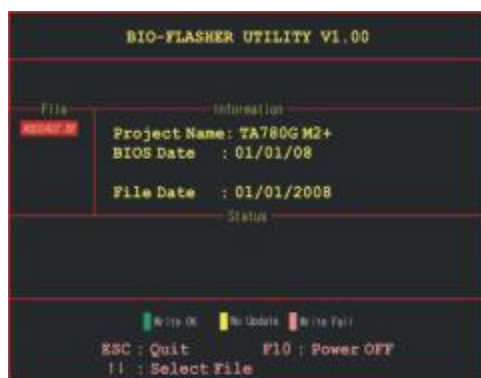 BIO-FLASHER UTILITY V1.00
File
Information
Project Name: TA780G M2+
BIOS Date : 01/01/08
File Date : 01/01/2008
Status
Write OK No Update Write Fail
ESC : Quit F10 : Power OFF
↑↓ : Select File